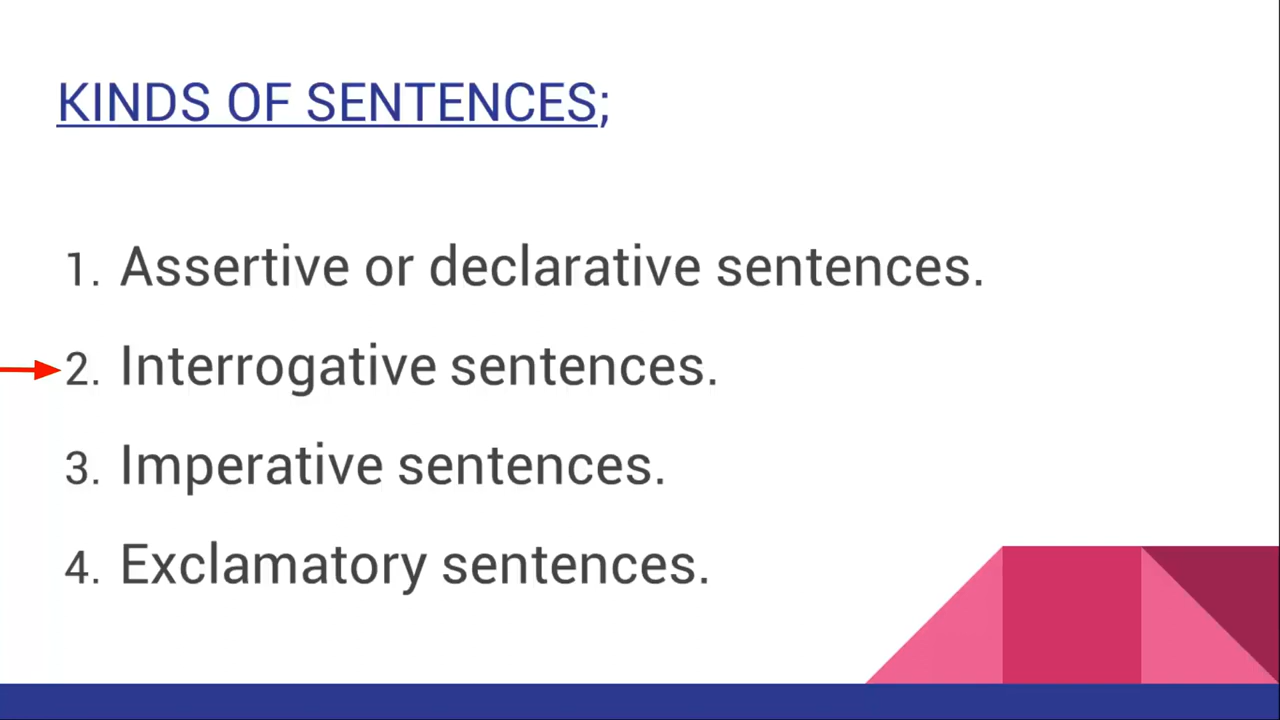 KINDS OF SENTENCES;
1. Assertive or declarative sentences.
2. Interrogative sentences.
3. Imperative sentences.
4. Exclamatory sentences.